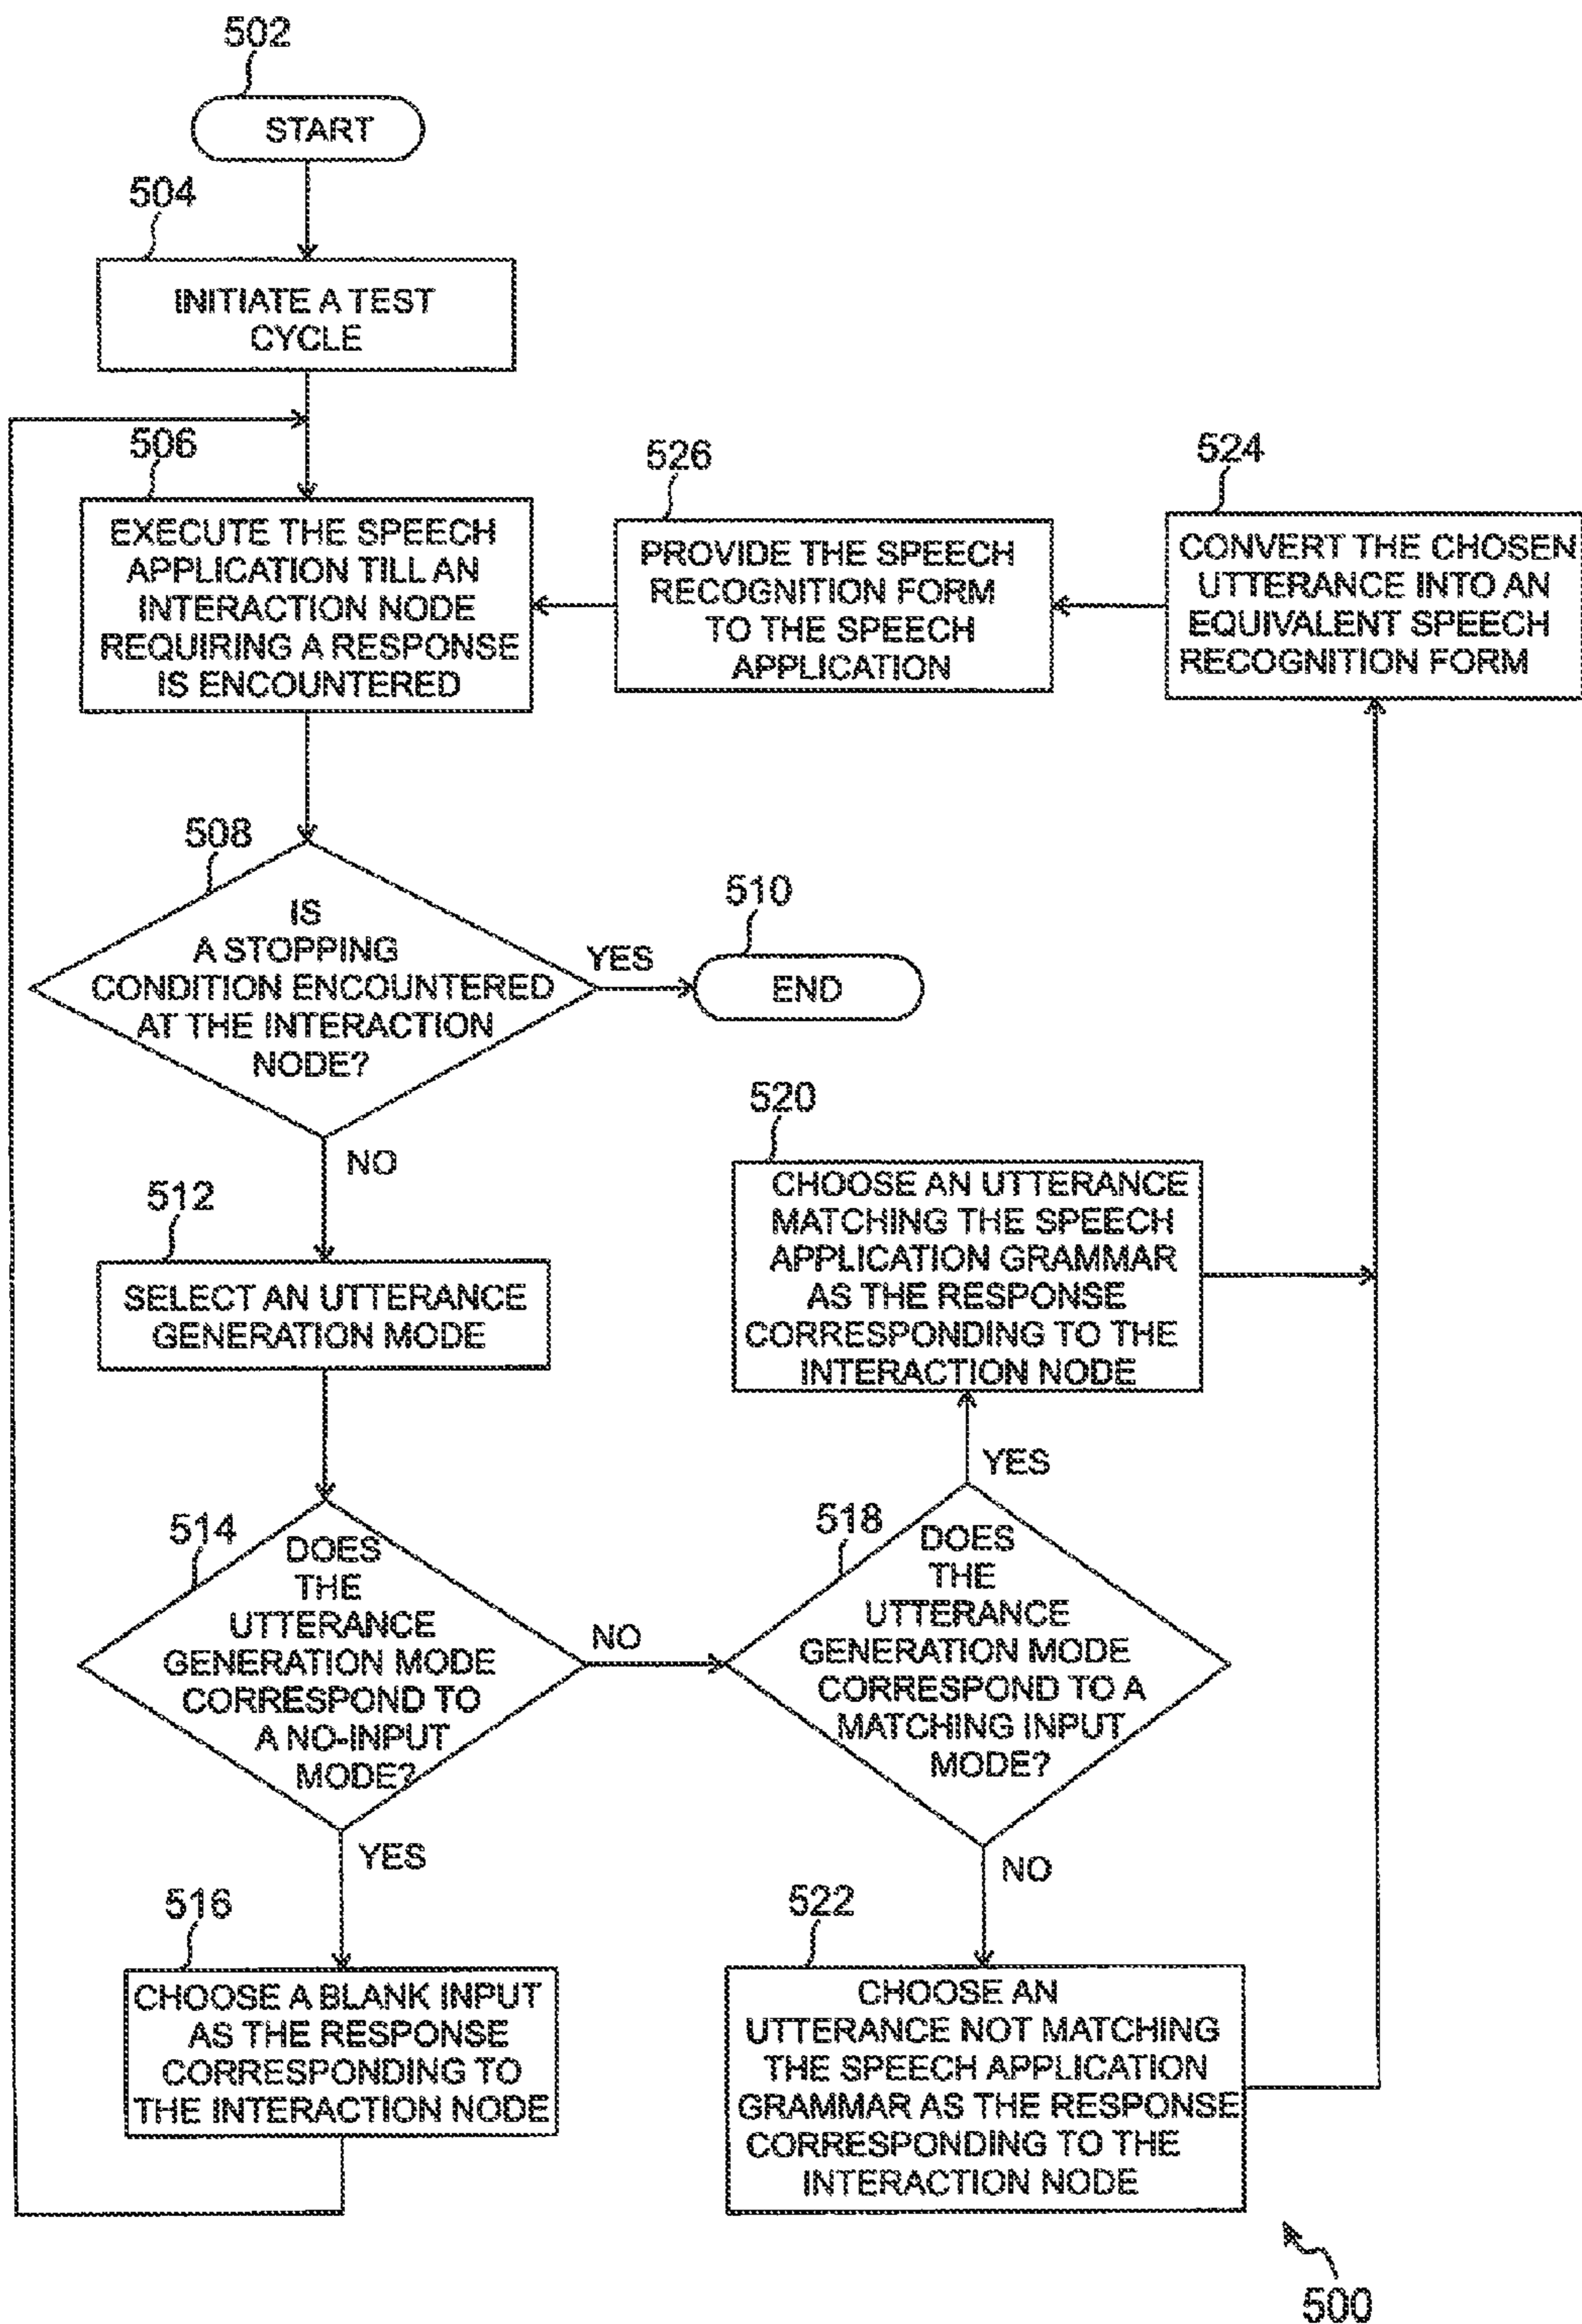 502
START
504
INITIATE A TEST
CYCLE
506
EXECUTE THE SPEECH
APPLICATION TILL AN
INTERACTION NODE
REQUIRING A RESPONSE
IS ENCOUNTERED
526
PROVIDE THE SPEECH
RECOGNITION FORM
TO THE SPEECH
APPLICATION
524
CONVERT THE CHOSEN
UTTERANCE INTO AN
EQUIVALENT SPEECH
RECOGNITION FORM
508
IS
A STOPPING
CONDITION ENCOUNTERED
AT THE INTERACTION
NODE?
YES
510
END
NO
512
SELECT AN UTTERANCE
GENERATION MODE
520
CHOOSE AN UTTERANCE
MATCHING THE SPEECH
APPLICATION GRAMMAR
AS THE RESPONSE
CORRESPONDING TO THE
INTERACTION NODE
514
DOES
THE
UTTERANCE
GENERATION MODE
CORRESPOND TO
A NO-INPUT
MODE?
NO
YES
518
DOES
THE
UTTERANCE
GENERATION MODE
CORRESPOND TO A
MATCHING INPUT
MODE?
YES
NO
516
CHOOSE A BLANK INPUT
AS THE RESPONSE
CORRESPONDING TO
THE INTERACTION NODE
522
CHOOSE AN
UTTERANCE NOT MATCHING
THE SPEECH APPLICATION
GRAMMAR AS THE RESPONSE
CORRESPONDING TO THE
INTERACTION NODE
500